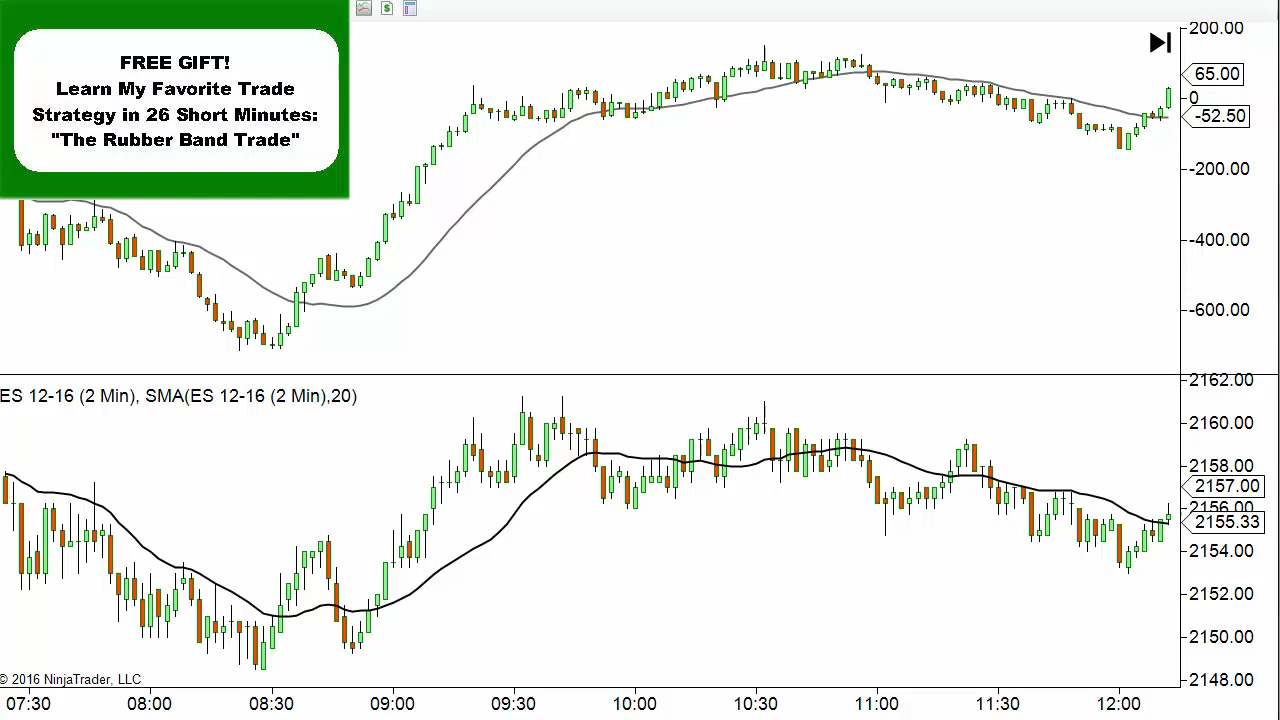 FREE GIFT!
Learn My Favorite Trade
Strategy in 26 Short Minutes:
"The Rubber Band Trade"
200.00
65.00
0
-52.50
-200.00
-400.00
-600.00
ES 12-16 (2 Min), SMA(ES 12-16 (2 Min),20)
2162.00
2160.00
2158.00
2157.00
2156.00
2155.33
2154.00
2152.00
2150.00
2148.00
© 2016 NinjaTrader, LLC
07:30 08:00 08:30 09:00 09:30 10:00 10:30 11:00 11:30 12:00